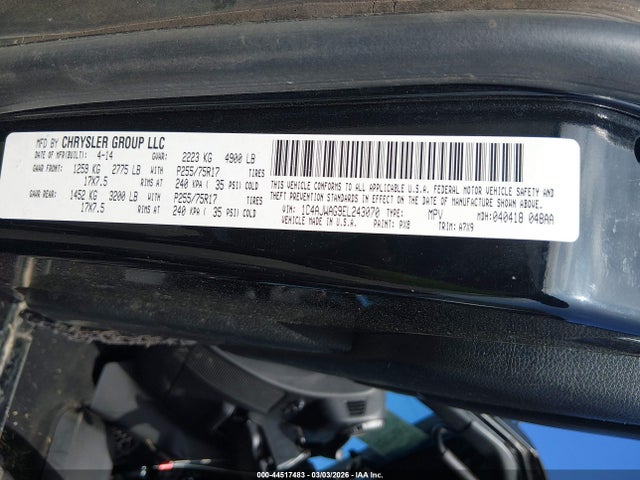 MFD BY CHRYSLER GROUP LLC
DATE OF MFR(BUILT): 4-14 GVWR: 2223 KG 4900 LB
GAWR FRONT: 1259 KG 2775 LB WITH P255/75R17 TIRES
17X7.5 RIMS AT 240 KPA ( 35 PSI) COLD
GAWR REAR: 1452 KG 3200 LB WITH P255/75R17 TIRES
17X7.5 RIMS AT 240 KPA ( 35 PSI) COLD
THIS VEHICLE CONFORMS TO ALL APPLICABLE U.S.A. FEDERAL MOTOR VEHICLE SAFETY AND
THEFT PREVENTION STANDARDS IN EFFECT ON THE DATE OF MANUFACTURE SHOWN ABOVE.
VIN: 1C4AJWAG9EL243070 TYPE: MPV MDH: 040418 048AA
VEHICLE MADE IN U.S.A. PAINT: PX8 TRIM: A7X9
000-44517483 - 03/03/2026 - IAAI, Inc.